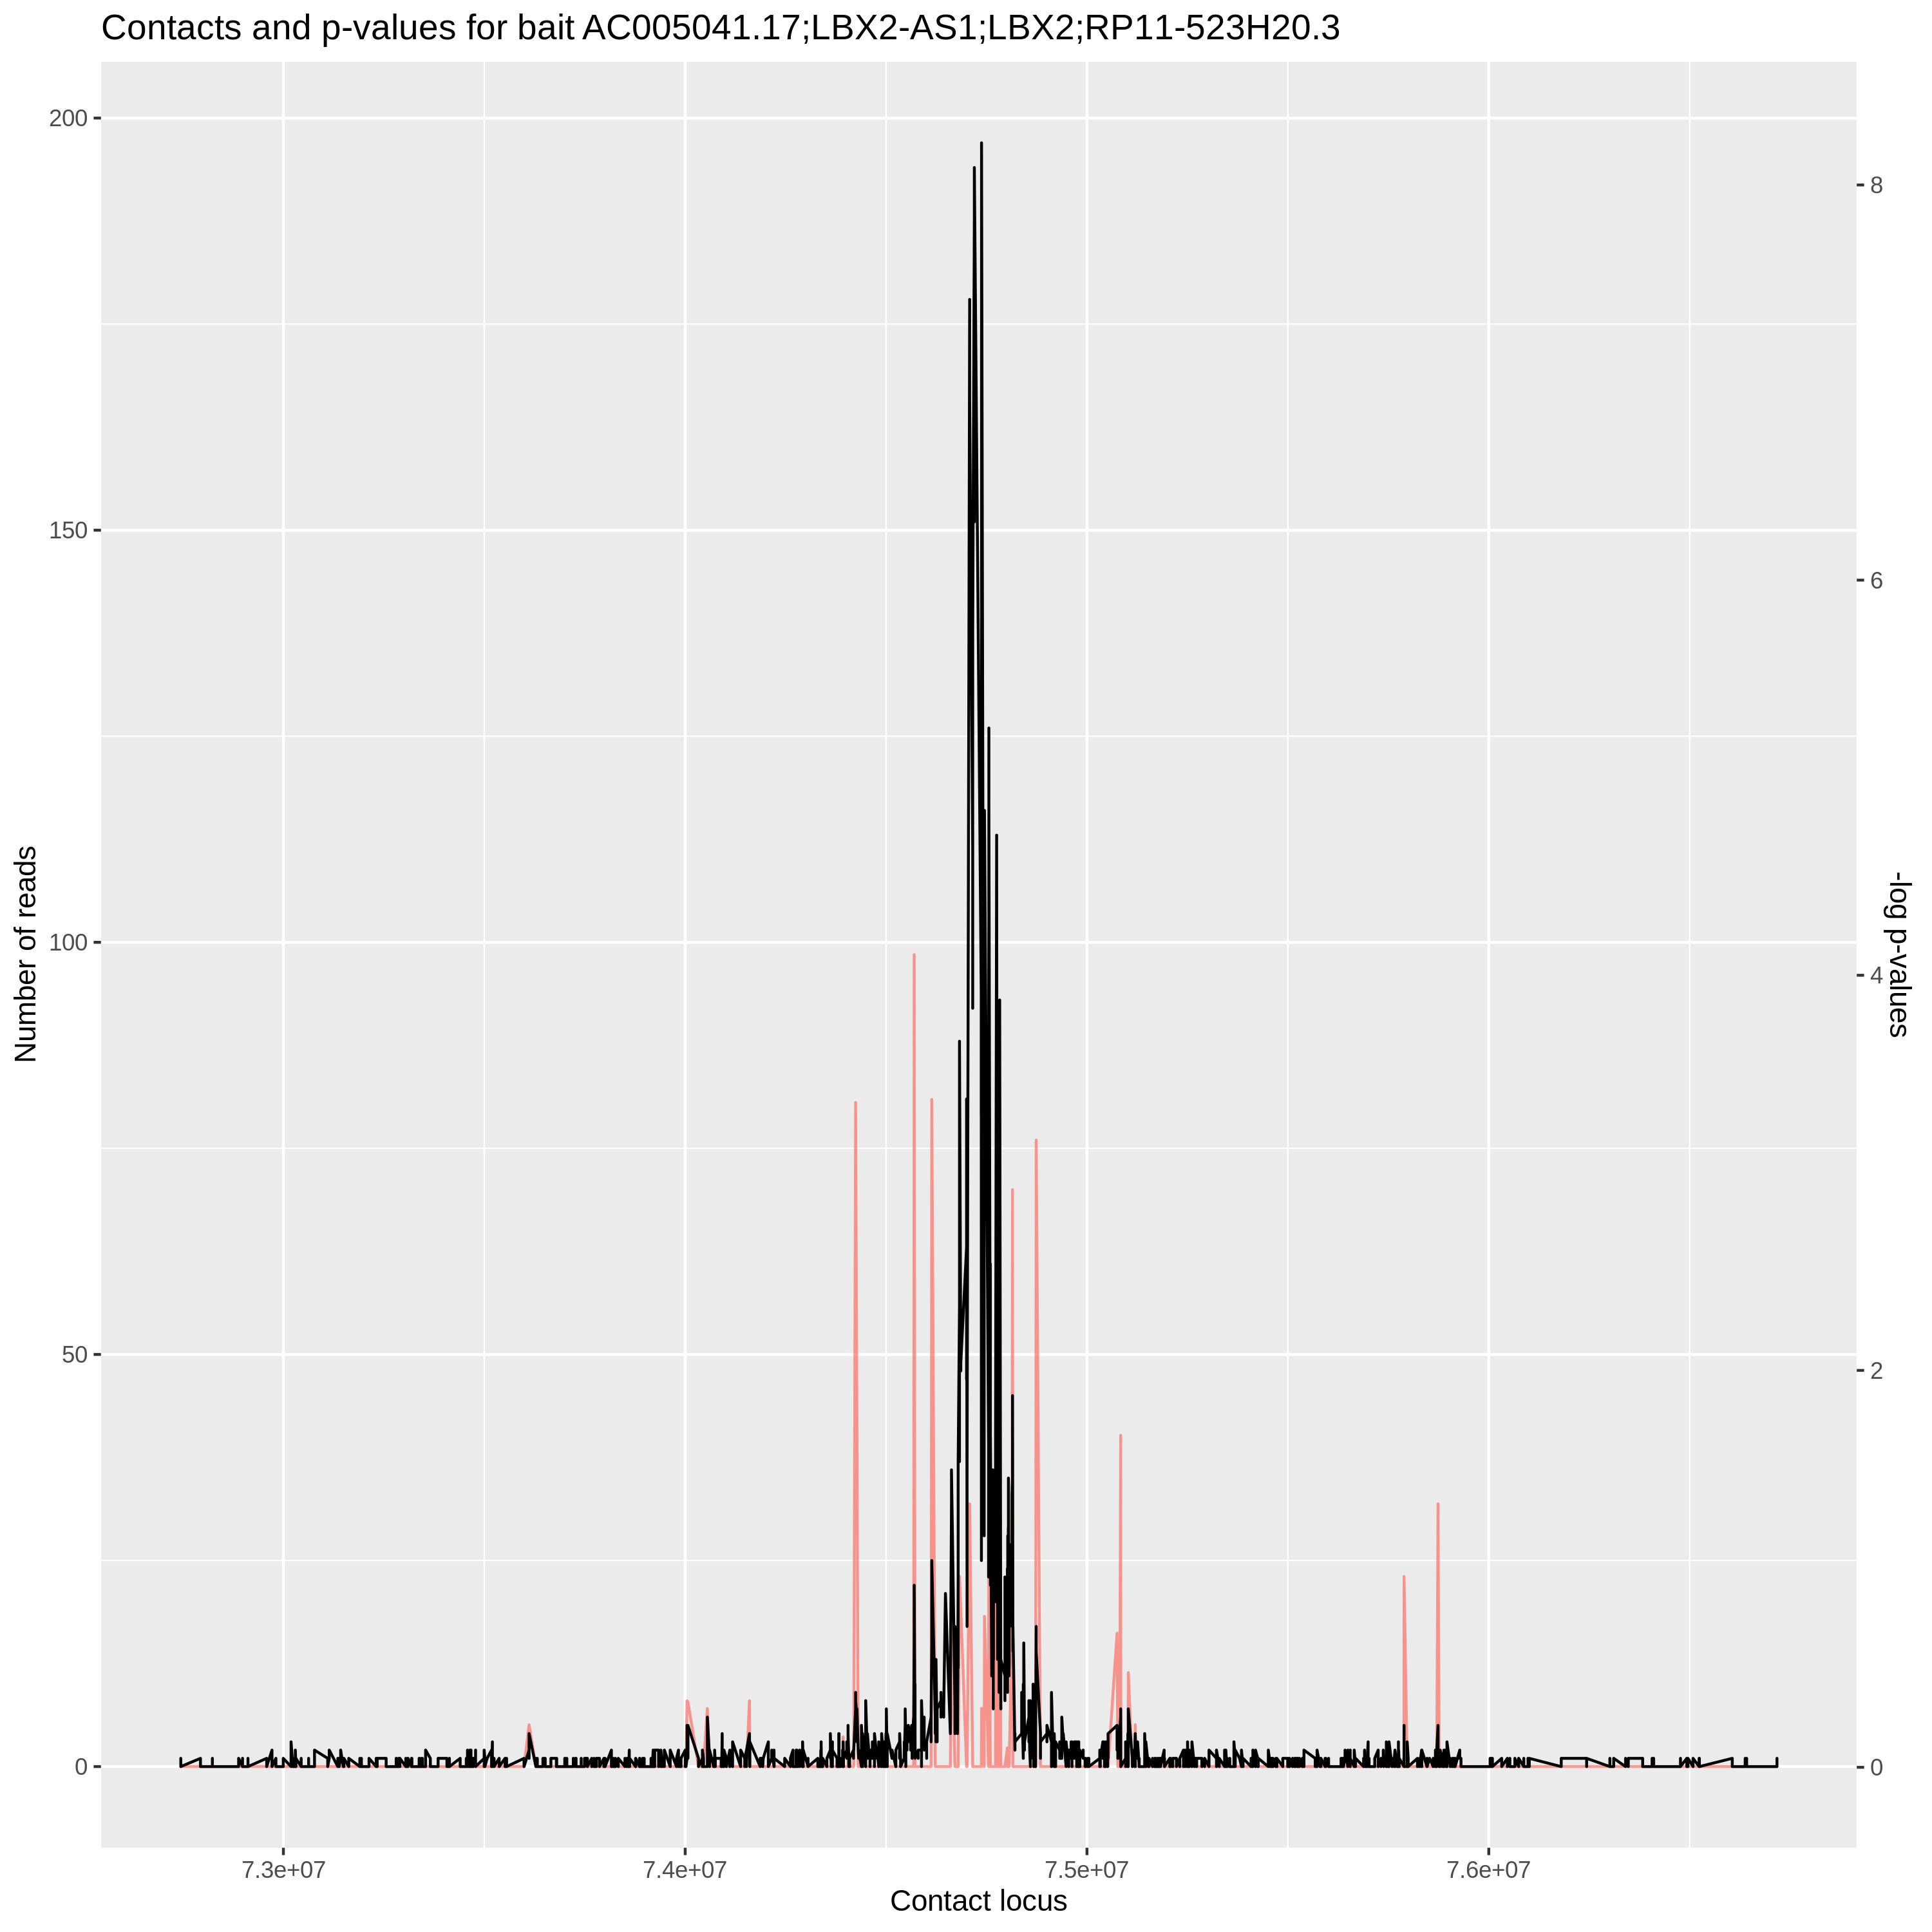 Contacts and p-values for bait AC005041.17;LBX2-AS1;LBX2;RP11-523H20.3
200
150
100
50
0
Number of reads
8
6
4
2
0
-log p-values
7.3e+07
7.4e+07
7.5e+07
7.6e+07
Contact locus